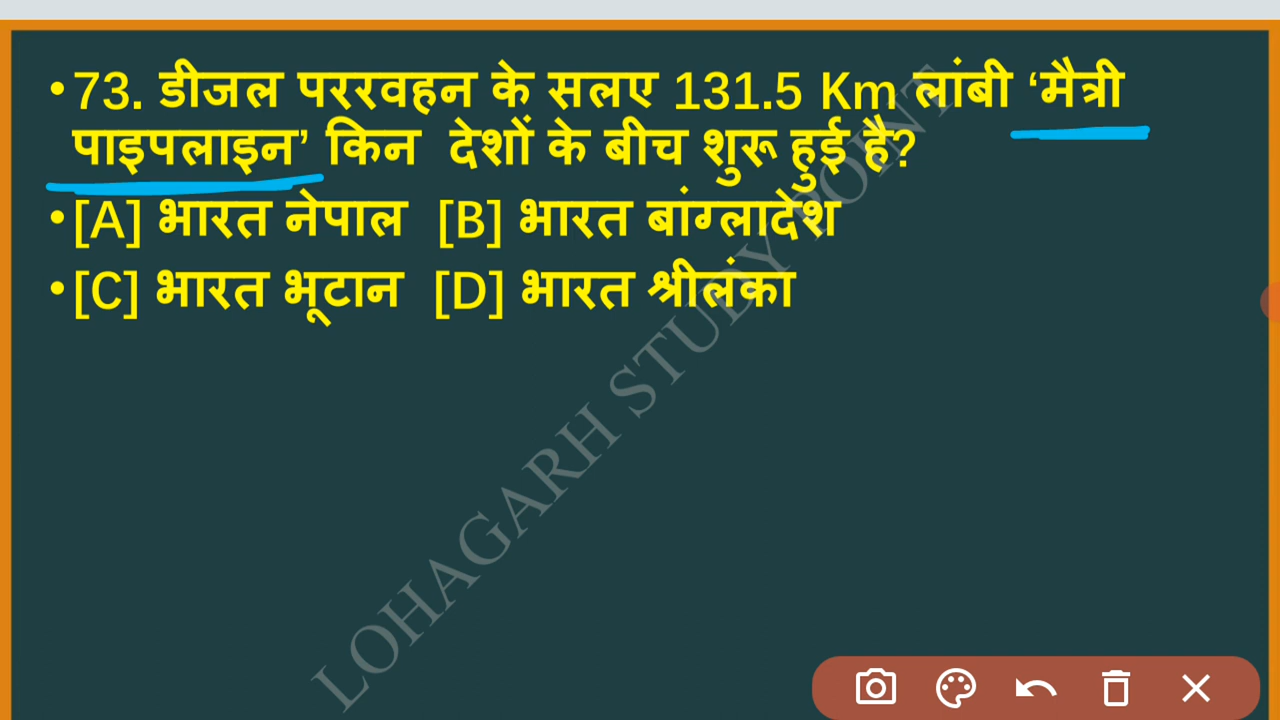 •73. डीजल पररवहन के सलए 131.5 Km लांबी ‘मैत्री
पाइपलाइन’ किन देशों के बीच शुरू हुई है?
•[A] भारत नेपाल [B] भारत बांग्लादेश
•[C] भारत भूटान [D] भारत श्रीलंका
LOHAGARH STUDY POINT